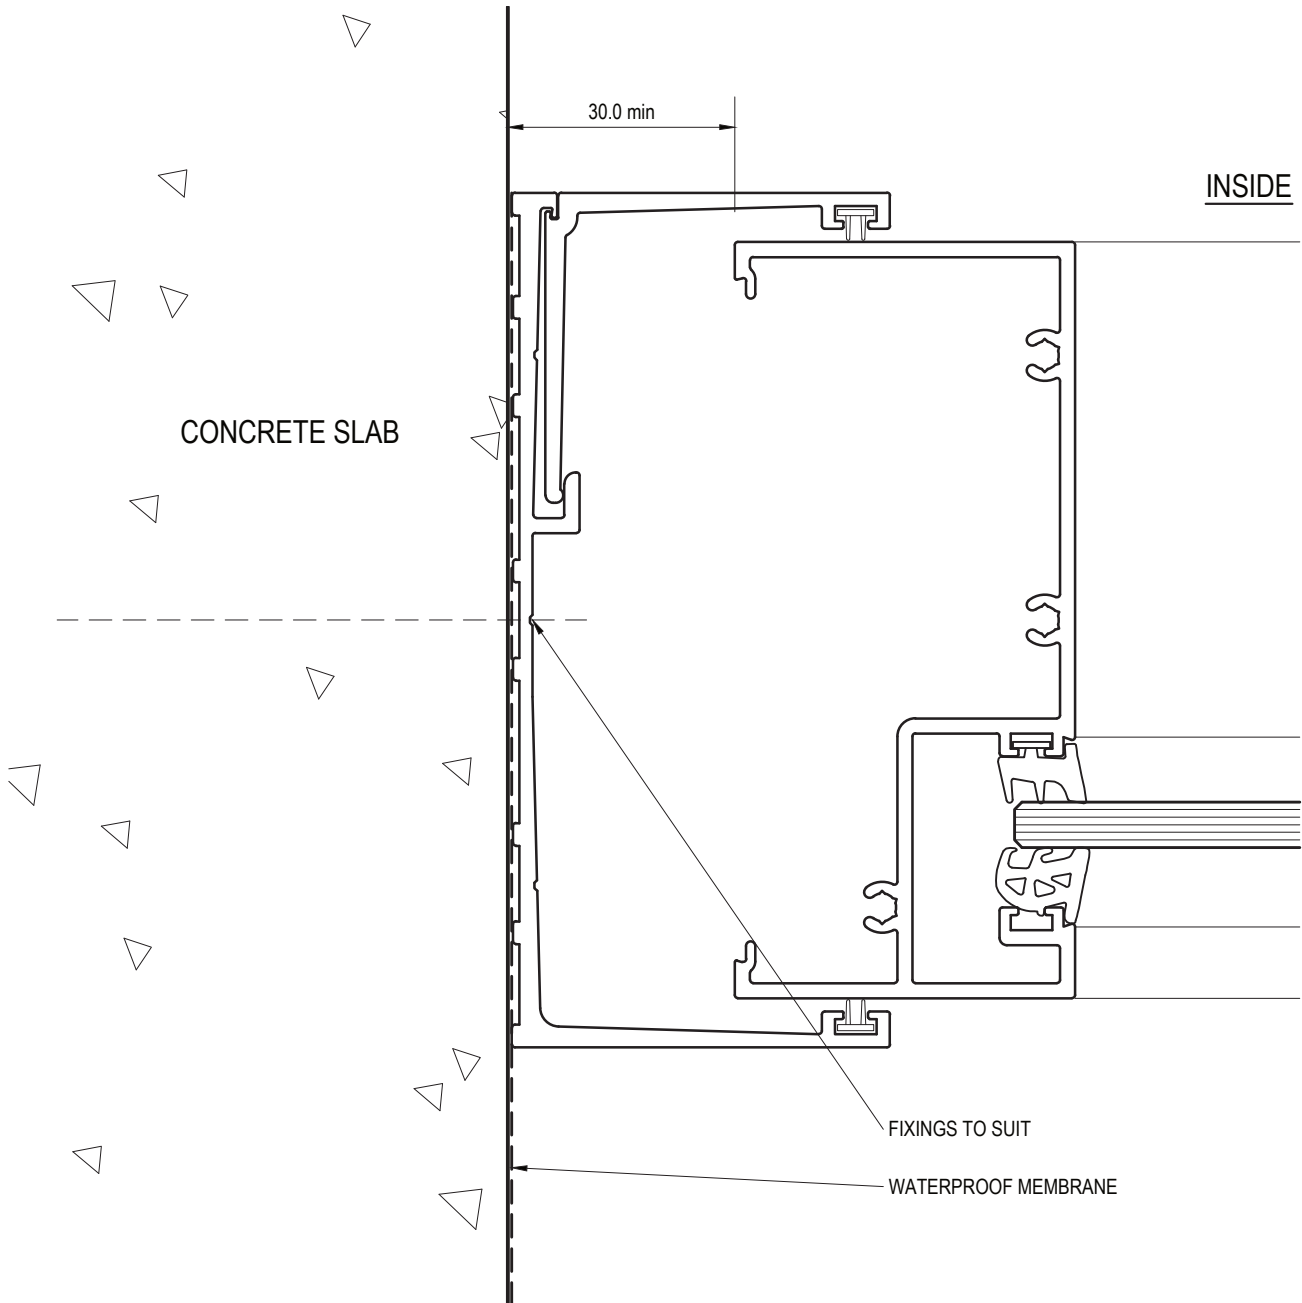 30.0 min
INSIDE
CONCRETE SLAB
FIXINGS TO SUIT
WATERPROOF MEMBRANE